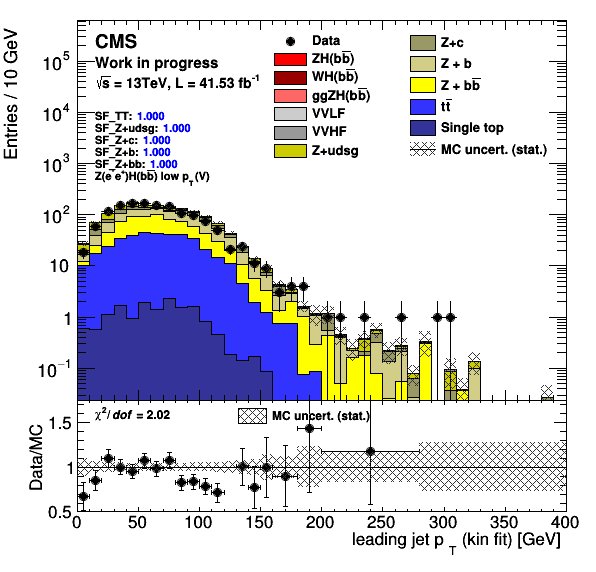 CMS
Work in progress
√s = 13TeV, L = 41.53 fb⁻¹
SF_TT: 1.000
SF_Z+udsg: 1.000
SF_Z+c: 1.000
SF_Z+b: 1.000
SF_Z+bb: 1.000
Z(e⁻e⁺)H(bb̅) low p_T(V)
Data
ZH(bb̅)
WH(bb̅)
ggZH(bb̅)
VVLF
VVHF
Z+udsg
Z+c
Z + b
Z + bb̅
tt̅
Single top
MC uncert. (stat.)
Entries / 10 GeV
10⁵
10⁴
10³
10²
10
1
10⁻¹
χ²/dof = 2.02
MC uncert. (stat.)
Data/MC
1.5
1
0.5
0 50 100 150 200 250 300 350 400
leading jet p_T (kin fit) [GeV]